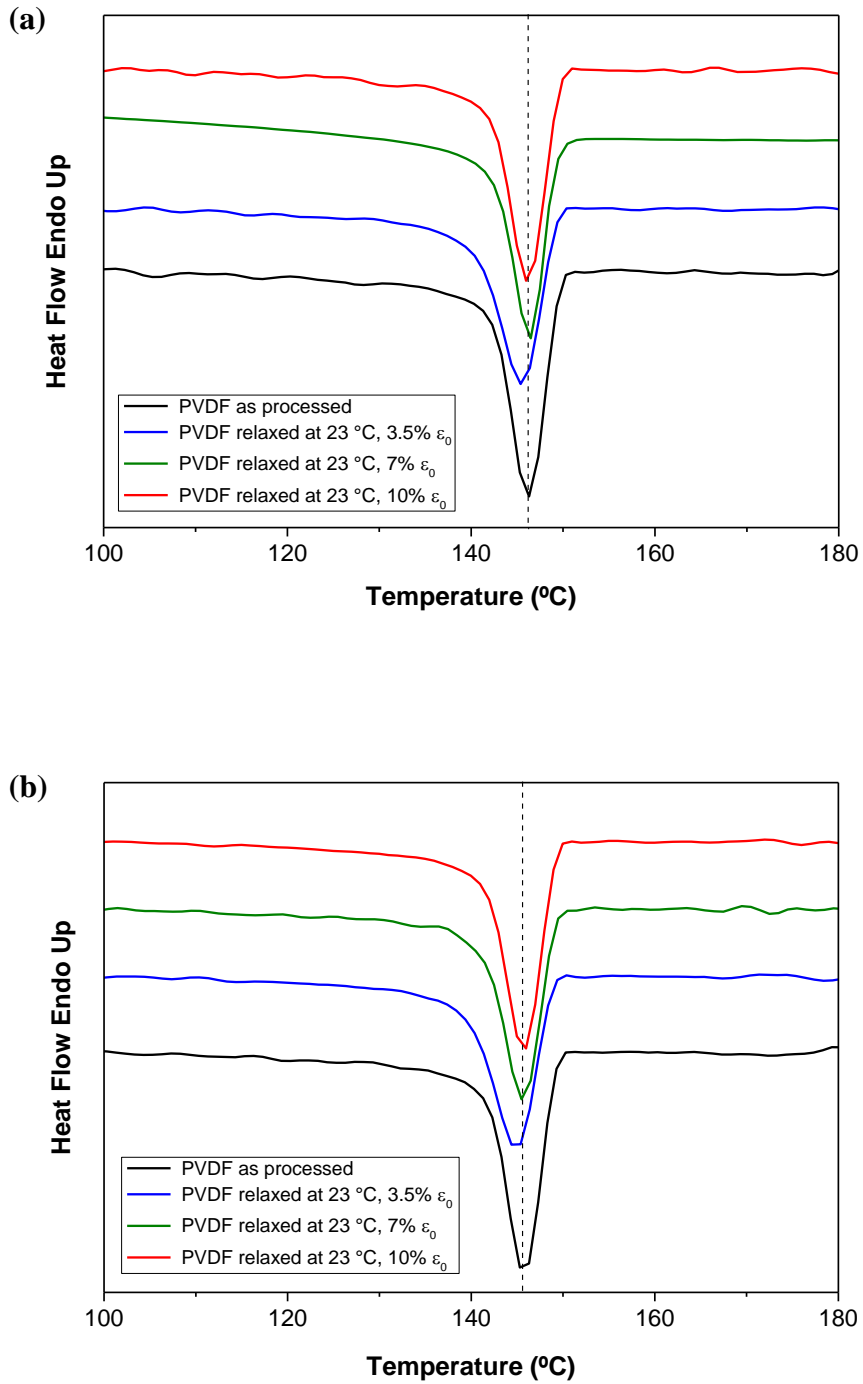 (a)
Heat Flow Endo Up
PVDF as processed
PVDF relaxed at 23 °C, 3.5% ε₀
PVDF relaxed at 23 °C, 7% ε₀
PVDF relaxed at 23 °C, 10% ε₀
100 120 140 160 180
Temperature (ºC)
(b)
Heat Flow Endo Up
PVDF as processed
PVDF relaxed at 23 °C, 3.5% ε₀
PVDF relaxed at 23 °C, 7% ε₀
PVDF relaxed at 23 °C, 10% ε₀
100 120 140 160 180
Temperature (ºC)